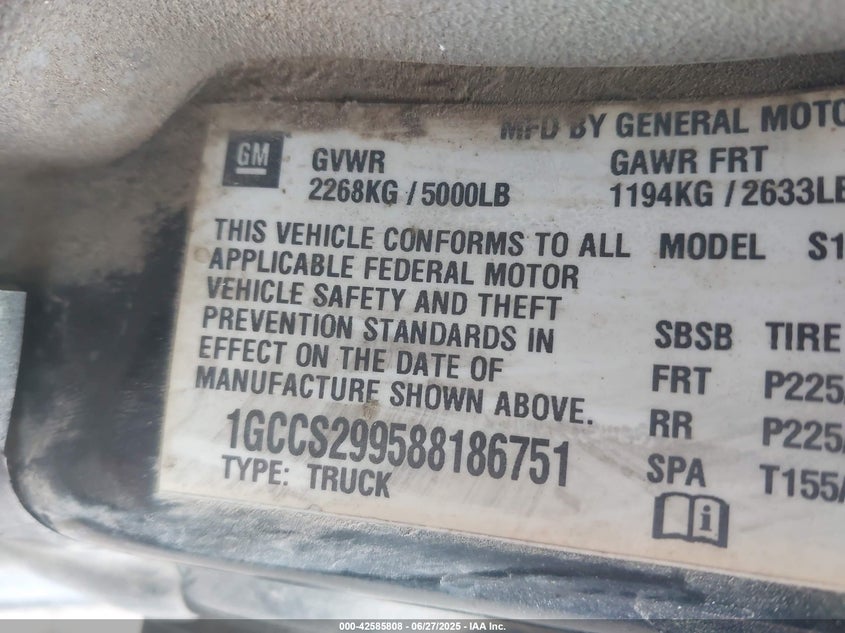 MFD BY GENERAL MOTO
GM
GVWR GAWR FRT
2268KG / 5000LB 1194KG / 2633LB
THIS VEHICLE CONFORMS TO ALL MODEL S1
APPLICABLE FEDERAL MOTOR
VEHICLE SAFETY AND THEFT
PREVENTION STANDARDS IN SBSB TIRE
EFFECT ON THE DATE OF
MANUFACTURE SHOWN ABOVE. FRT P225/
1GCCS299588186751 RR P225/
TYPE: TRUCK SPA T155/
i
000-42585808 - 06/27/2025 - IAA Inc.